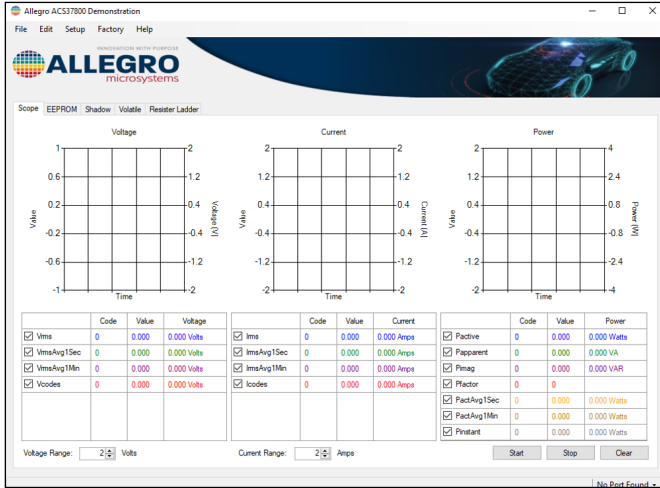 Allegro ACS37800 Demonstration
File Edit Setup Factory Help
INNOVATION WITH PURPOSE
ALLEGRO
microsystems
Scope EEPROM Shadow Volatile Resister Ladder
Voltage
1 2
0.6 1.2
0.2 0.4
-0.2 -0.4
-0.6 -1.2
-1 -2
Value
Voltage [V]
Time
Current
2 2
1.2 1.2
0.4 0.4
-0.4 -0.4
-1.2 -1.2
-2 -2
Value
Current [A]
Time
Power
2 4
1.2 2.4
0.4 0.8
-0.4 -0.8
-1.2 -2.4
-2 -4
Value
Power [W]
Time
Code Value Voltage
Vrms 0 0.000 0.000 Volts
VrmsAvg1Sec 0 0.000 0.000 Volts
VrmsAvg1Min 0 0.000 0.000 Volts
Vcodes 0 0.000 0.000 Volts
Code Value Current
Irms 0 0.000 0.000 Amps
IrmsAvg1Sec 0 0.000 0.000 Amps
IrmsAvg1Min 0 0.000 0.000 Amps
Icodes 0 0.000 0.000 Amps
Code Value Power
Pactive 0 0.000 0.000 Watts
Papparent 0 0.000 0.000 VA
Pimag 0 0.000 0.000 VAR
Pfactor 0 0
PactAvg1Sec 0 0.000 0.000 Watts
PactAvg1Min 0 0.000 0.000 Watts
Pinstant 0 0.000 0.000 Watts
Voltage Range: 2 Volts
Current Range: 2 Amps
Start Stop Clear
No Port Found